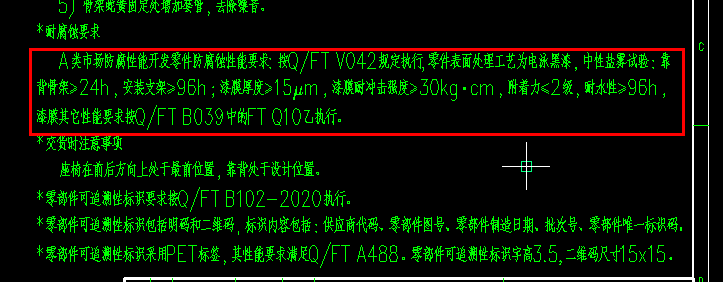 5) 骨架或簧固定处增加套管，去除噪音。
*耐腐蚀要求
A类市场防腐性能开发零件防腐蚀性能要求：按Q/FT V042规定执行，零件表面处理工艺为电泳黑漆，中性盐雾试验：靠
背骨架≥24h，安装支架≥96h；漆膜厚度≥15μm，漆膜耐冲击强度≥30kg·cm，附着力≤2级，耐水性≥96h，
漆膜其它性能要求按Q/FT B039中的FT Q10乙执行。
*交货时注意事项
座椅在前后方向上处于最前位置，靠背处于设计位置。
*零部件可追溯性标识要求按Q/FT B102-2020执行。
*零部件可追溯性标识包括明码和二维码，标识内容包括：供应商代码、零部件图号、零部件制造日期、批次号、零部件唯一标识码。
*零部件可追溯性标识采用PET标签，其性能要求满足Q/FT A488。零部件可追溯性标识字高3.5，二维码尺寸15x15。
C